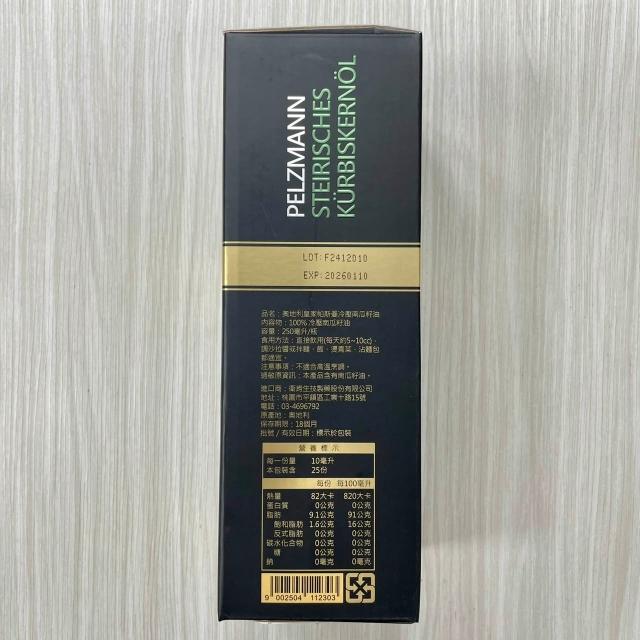 PELZMANN
STEIRISCHES
KÜRBISKERNÖL
LOT: F2412D10
EXP: 20260110
品名：奧地利皇家帕斯曼冷壓南瓜籽油
內容物：100% 冷壓南瓜籽油
容量：250毫升/瓶
食用方法：直接飲用(每天約5~10cc)、
調沙拉醬或拌麵、飯、燙青菜、沾麵包
都適宜。
注意事項：不適合高溫烹調。
過敏原資訊：本產品含有南瓜籽油。
進口商：衛肯生技製藥股份有限公司
地址：桃園市平鎮區工業十路15號
電話：03-4696792
原產地：奧地利
保存期限：18個月
批號 / 有效日期：標示於包裝
營養標示
每一份量 10毫升
本包裝含 25份
每份 每100毫升
熱量 82大卡 820大卡
蛋白質 0公克 0公克
脂肪 9.1公克 91公克
飽和脂肪 1.6公克 16公克
反式脂肪 0公克 0公克
碳水化合物 0公克 0公克
糖 0公克 0公克
鈉 0毫克 0毫克
9 002504 112303